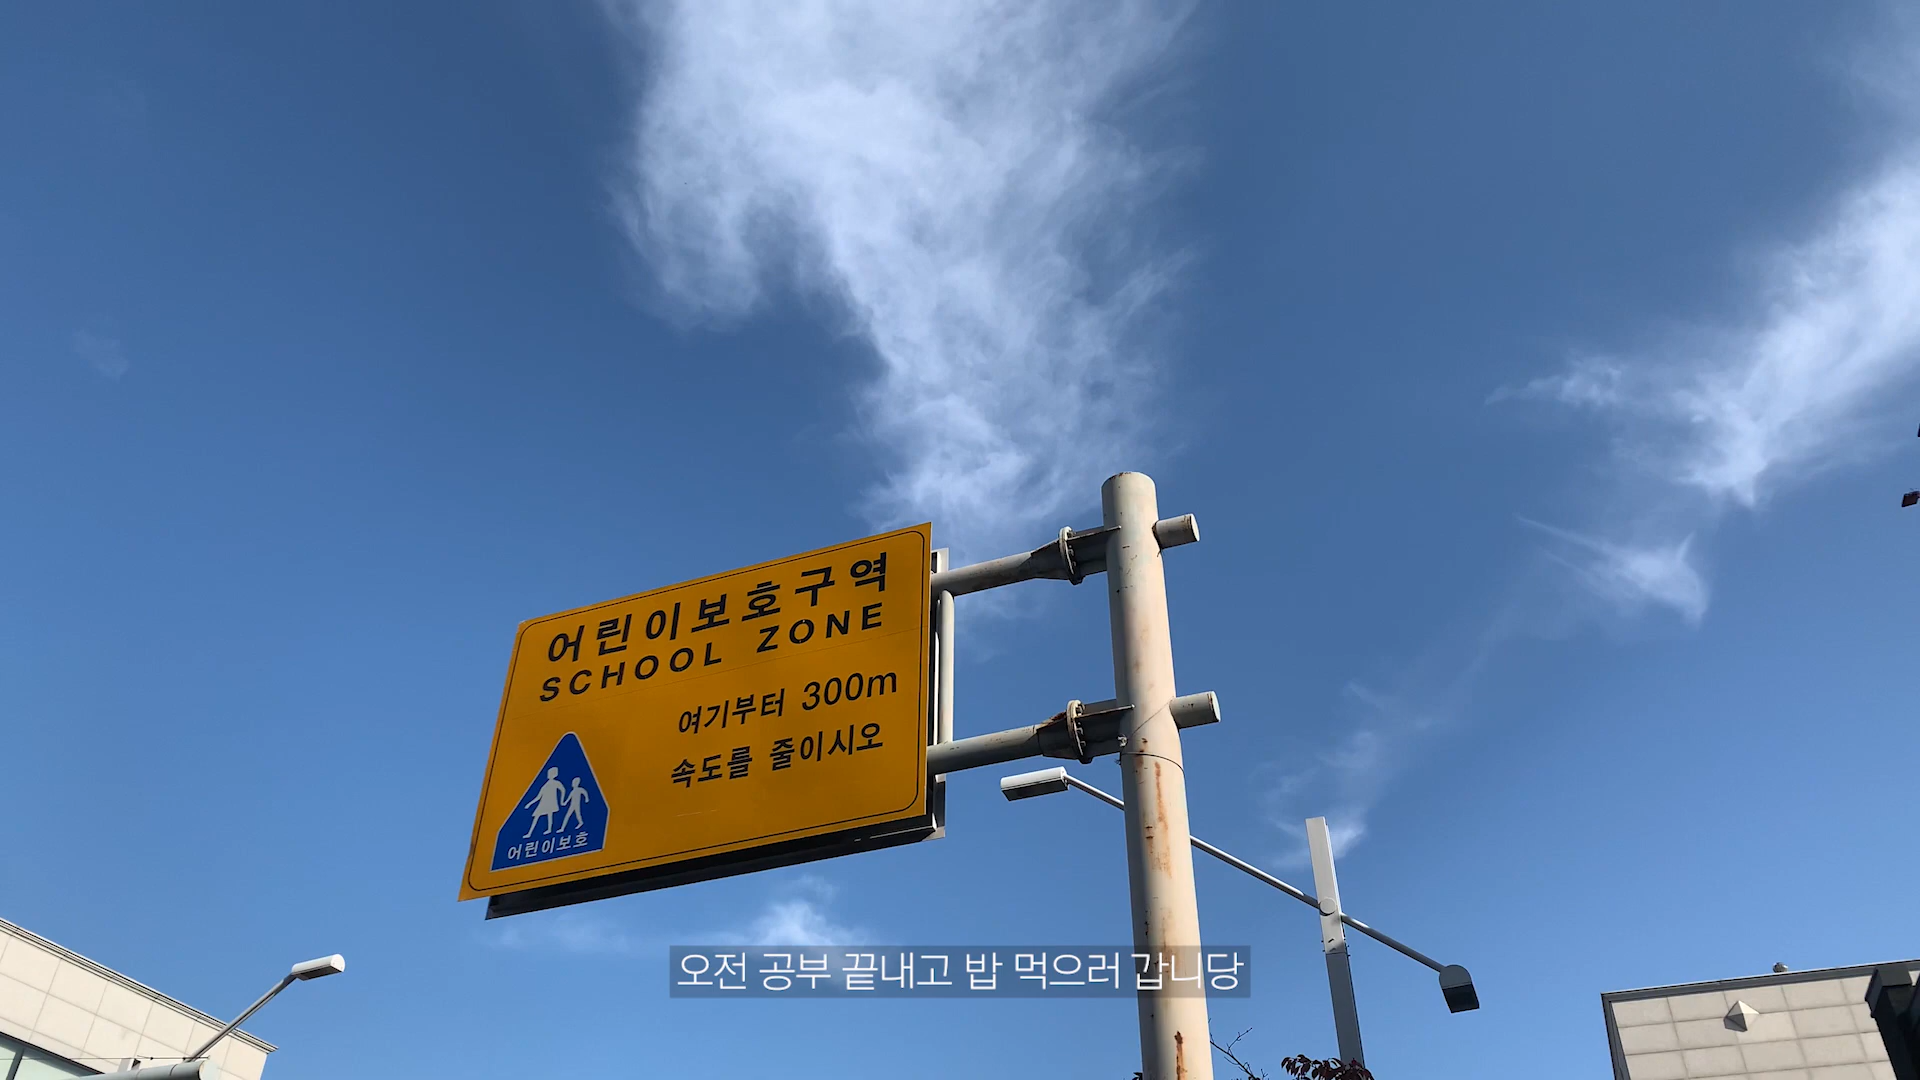 어린이보호구역
SCHOOL ZONE
여기부터 300m
속도를 줄이시오
어린이보호
오전 공부 끝내고 밥 먹으러 갑니당